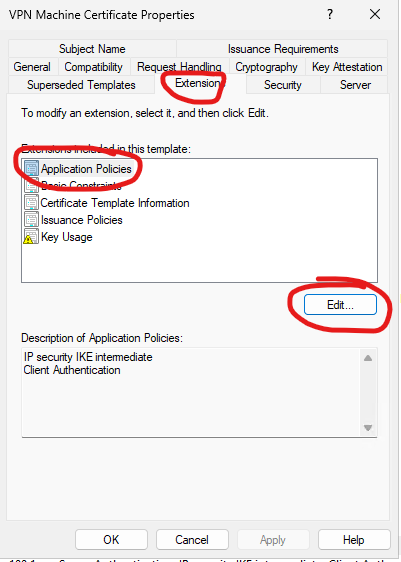 VPN Machine Certificate Properties
Subject Name Issuance Requirements
General Compatibility Request Handling Cryptography Key Attestation
Superseded Templates Extensions Security Server
To modify an extension, select it, and then click Edit.
Extensions included in this template:
Application Policies
Basic Constraints
Certificate Template Information
Issuance Policies
Key Usage
Edit...
Description of Application Policies:
IP security IKE intermediate
Client Authentication
OK Cancel Apply Help